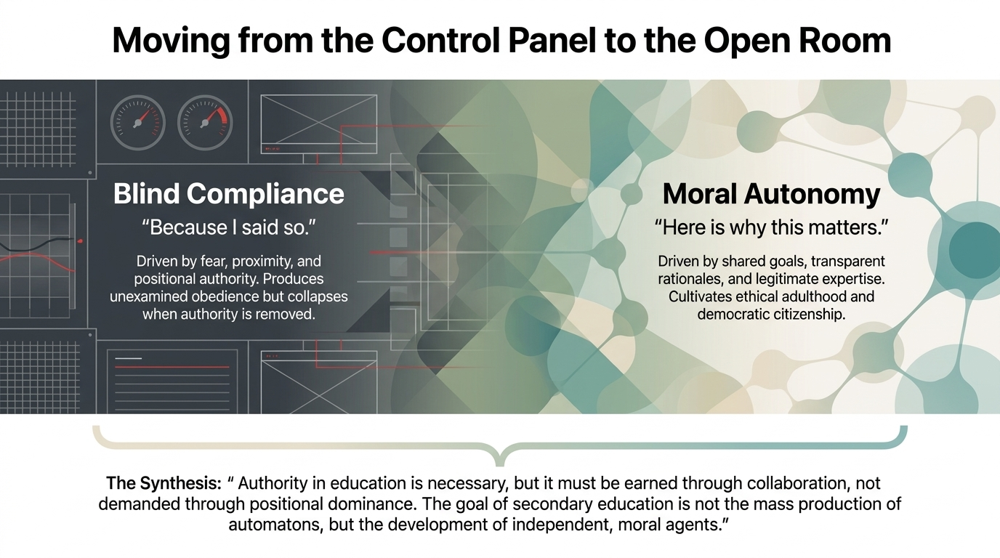 Moving from the Control Panel to the Open Room
Blind Compliance
“Because I said so.”
Driven by fear, proximity, and
positional authority. Produces
unexamined obedience but collapses
when authority is removed.
Moral Autonomy
“Here is why this matters.”
Driven by shared goals, transparent
rationales, and legitimate expertise.
Cultivates ethical adulthood and
democratic citizenship.
The Synthesis: “ Authority in education is necessary, but it must be earned through collaboration, not
demanded through positional dominance. The goal of secondary education is not the mass production of
automatons, but the development of independent, moral agents.”